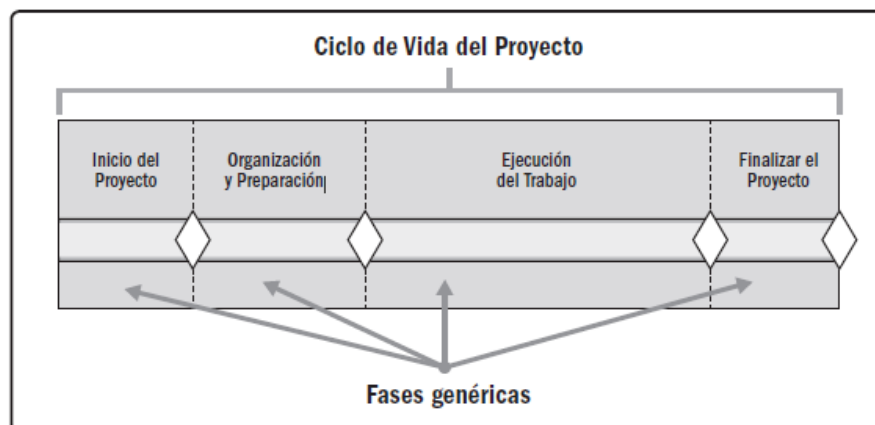 Ciclo de Vida del Proyecto
Inicio del
Proyecto
Organización
y Preparación
Ejecución
del Trabajo
Finalizar el
Proyecto
Fases genéricas